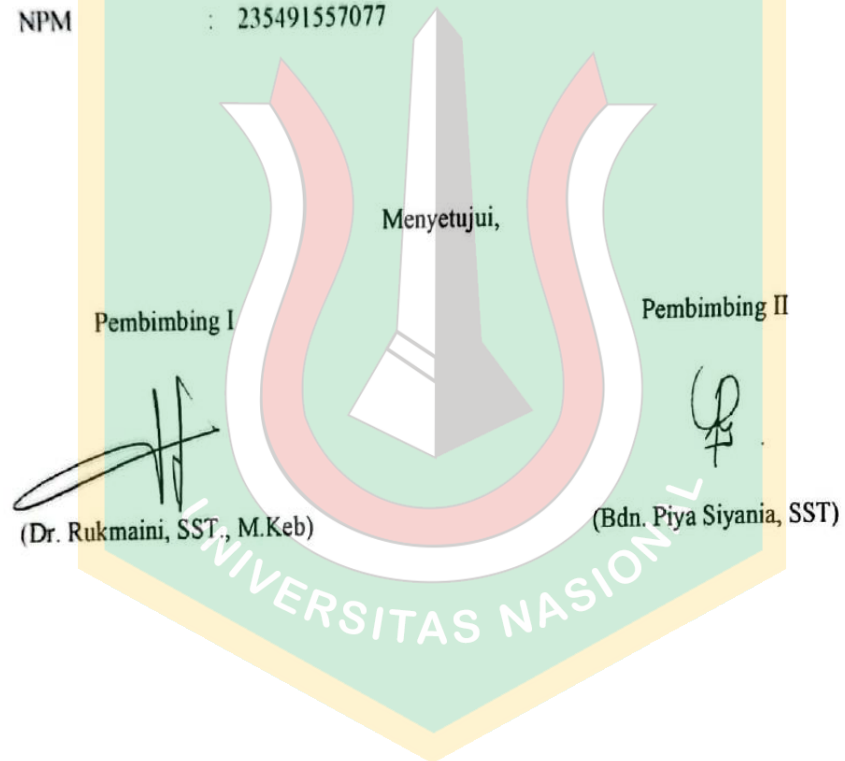 NPM : 235491557077
Menyetujui,
Pembimbing I
Pembimbing II
(Dr. Rukmaini, SST., M.Keb)
(Bdn. Piya Siyania, SST)
UNIVERSITAS NASIONAL